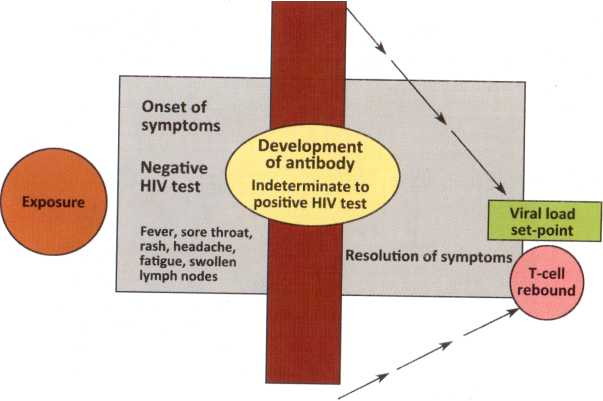 Exposure
Onset of
symptoms
Negative
HIV test
Fever, sore throat,
rash, headache,
fatigue, swollen
lymph nodes
Development
of antibody
Indeterminate to
positive HIV test
Resolution of symptoms
Viral load
set-point
T-cell
rebound